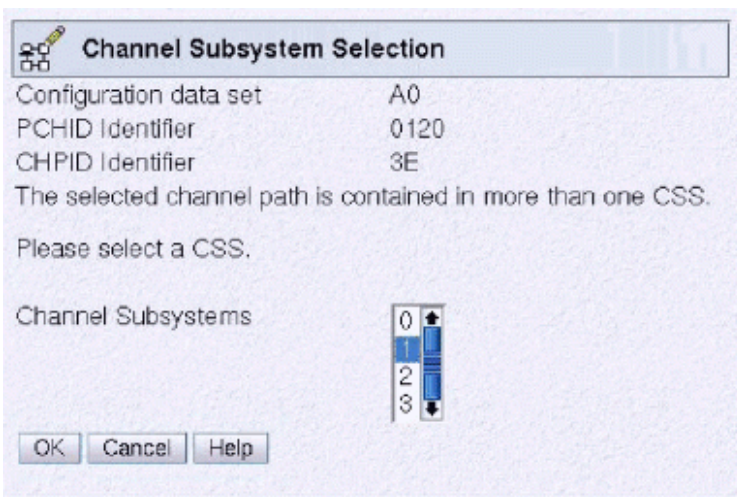 Channel Subsystem Selection
Configuration data set A0
PCHID Identifier 0120
CHPID Identifier 3E
The selected channel path is contained in more than one CSS.
Please select a CSS.
Channel Subsystems 0
1
2
3
OK Cancel Help